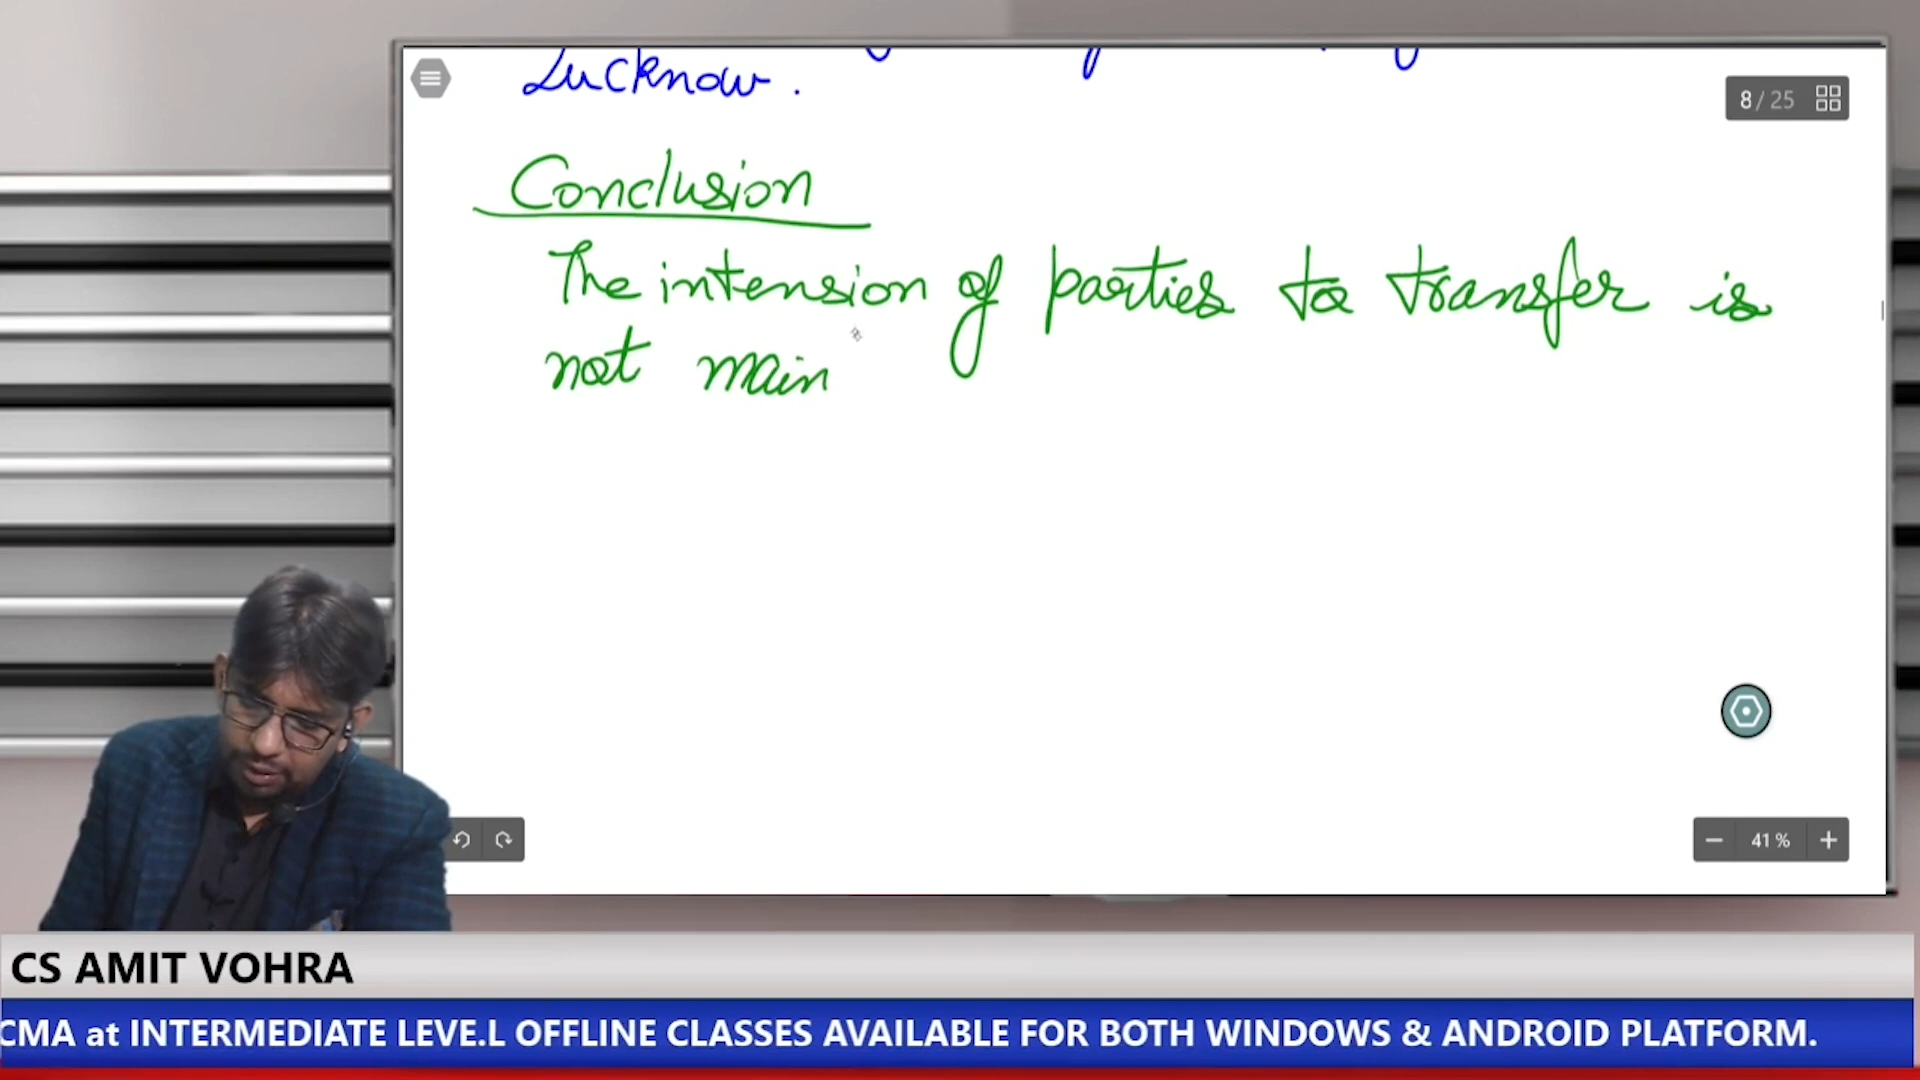 Lucknow.
8 / 25
Conclusion
The intension of parties to transfer is
not main
41 %
CS AMIT VOHRA
CMA at INTERMEDIATE LEVE.L OFFLINE CLASSES AVAILABLE FOR BOTH WINDOWS & ANDROID PLATFORM.